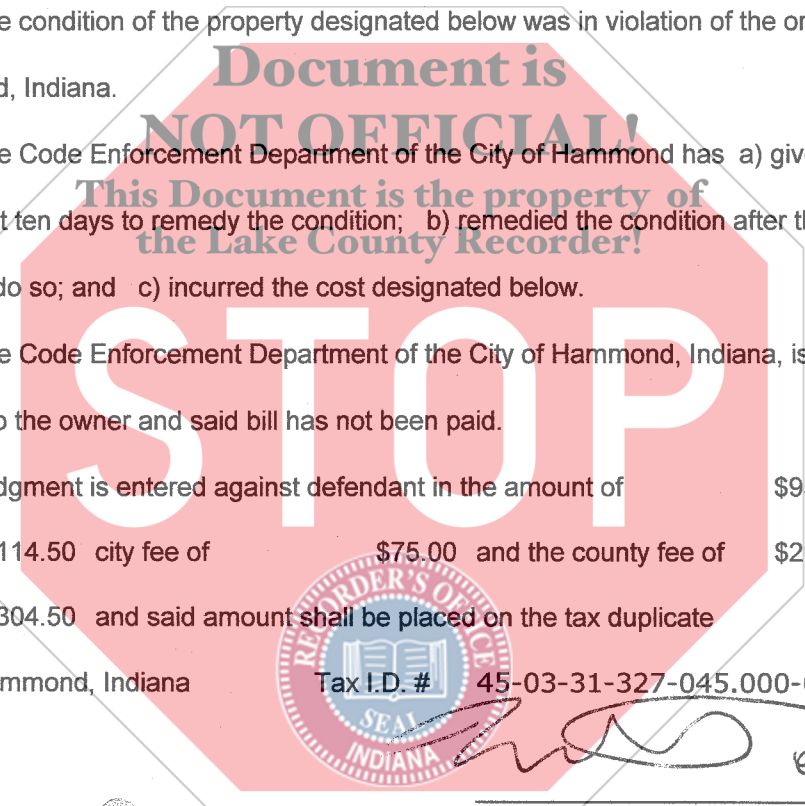 e condition of the property designated below was in violation of the or
Document is
d, Indiana.
NOT OFFICIAL!
e Code Enforcement Department of the City of Hammond has a) giv
This Document is the property of
t ten days to remedy the condition; b) remedied the condition after th
the Lake County Recorder!
do so; and c) incurred the cost designated below.
STOP
e Code Enforcement Department of the City of Hammond, Indiana, is
o the owner and said bill has not been paid.
dgment is entered against defendant in the amount of $9
114.50 city fee of $75.00 and the county fee of $2
304.50 and said amount shall be placed on the tax duplicate
mmond, Indiana Tax I.D. # 45-03-31-327-045.000-
RECORDER'S OFFICE
SEAL
INDIANA